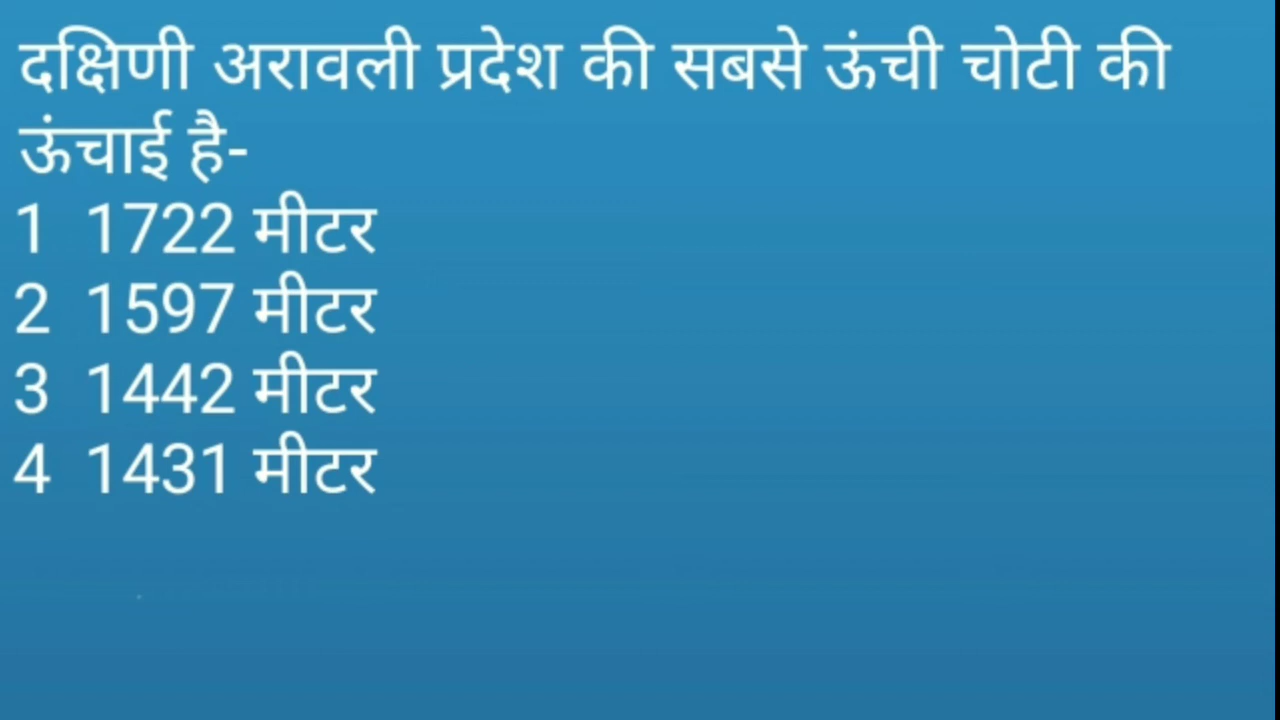 दक्षिणी अरावली प्रदेश की सबसे ऊंची चोटी की
ऊंचाई है-
1 1722 मीटर
2 1597 मीटर
3 1442 मीटर
4 1431 मीटर